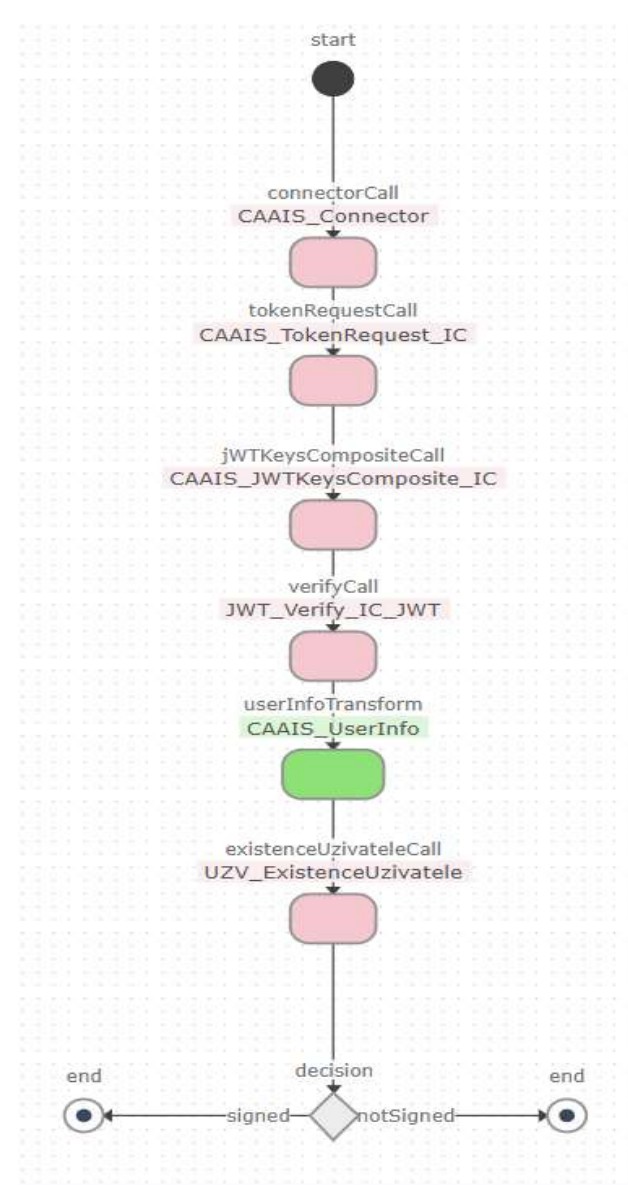 start
connectorCall
CAAIS_Connector
tokenRequestCall
CAAIS_TokenRequest_IC
jWTKeysCompositeCall
CAAIS_JWTKeysComposite_IC
verifyCall
JWT_Verify_IC_JWT
userInfoTransform
CAAIS_UserInfo
existenceUzivateleCall
UZV_ExistenceUzivatele
end
decision
end
signed
notSigned